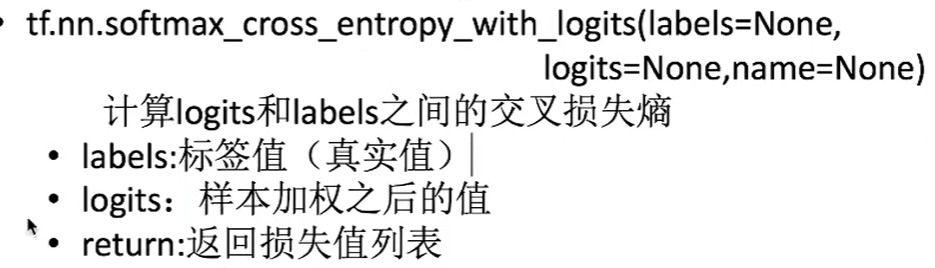 • tf.nn.softmax_cross_entropy_with_logits(labels=None,
logits=None,name=None)
计算logits和labels之间的交叉损失熵
• labels:标签值（真实值）
• logits：样本加权之后的值
• return:返回损失值列表